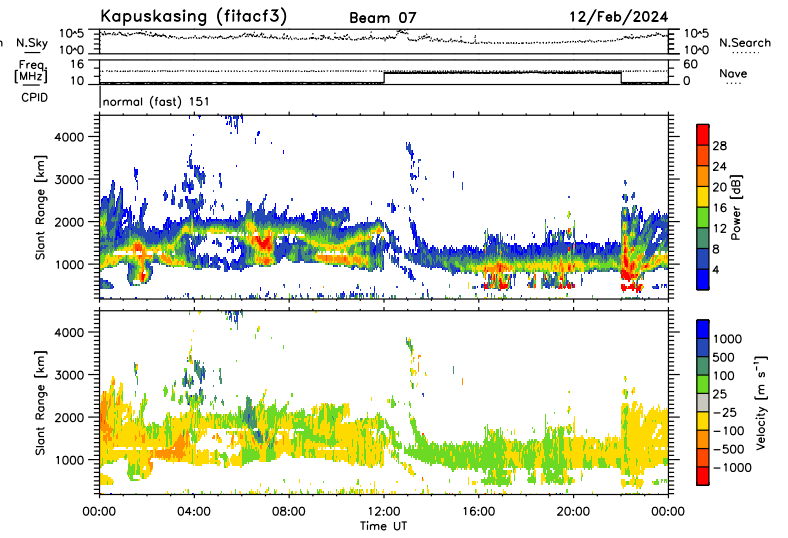 Kapuskasing (fitacf3) Beam 07 12/Feb/2024
N.Sky 10^5 10^0 10^5 10^0 N.Search
Freq. [MHz] 16 10 60 0 Nave
CPID normal (fast) 151
Slant Range [km] 4000 3000 2000 1000
28 24 20 16 12 8 4 Power [dB]
Slant Range [km] 4000 3000 2000 1000
1000 500 100 25 -25 -100 -500 -1000 Velocity [m s⁻¹]
00:00 04:00 08:00 12:00 16:00 20:00 00:00
Time UT